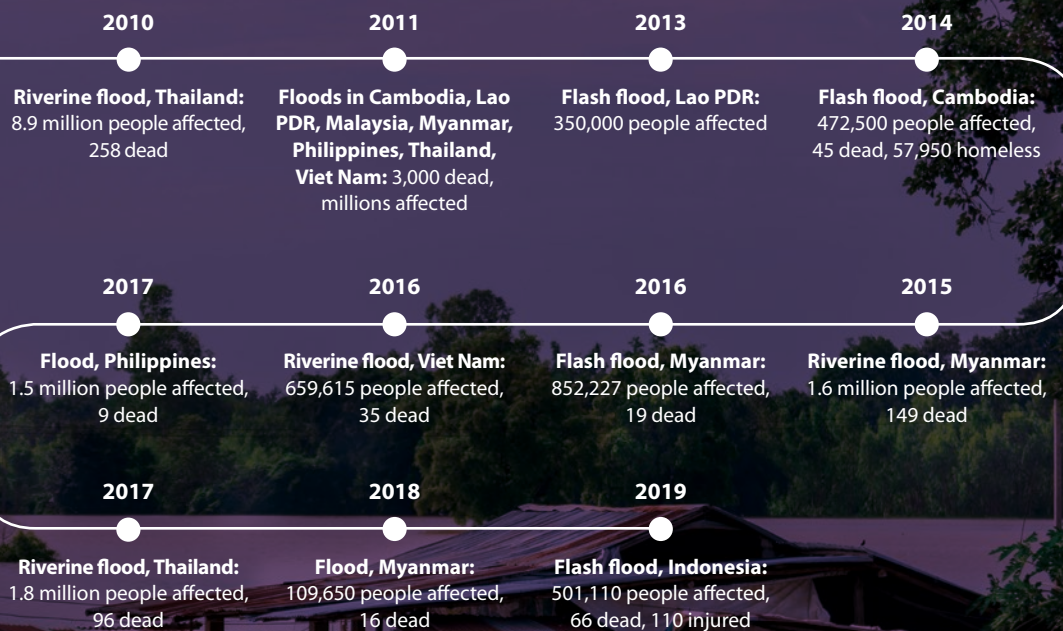 2010
Riverine flood, Thailand:
8.9 million people affected,
258 dead
2011
Floods in Cambodia, Lao
PDR, Malaysia, Myanmar,
Philippines, Thailand,
Viet Nam: 3,000 dead,
millions affected
2013
Flash flood, Lao PDR:
350,000 people affected
2014
Flash flood, Cambodia:
472,500 people affected,
45 dead, 57,950 homeless
2015
Riverine flood, Myanmar:
1.6 million people affected,
149 dead
2016
Flash flood, Myanmar:
852,227 people affected,
19 dead
2016
Riverine flood, Viet Nam:
659,615 people affected,
35 dead
2017
Flood, Philippines:
1.5 million people affected,
9 dead
2017
Riverine flood, Thailand:
1.8 million people affected,
96 dead
2018
Flood, Myanmar:
109,650 people affected,
16 dead
2019
Flash flood, Indonesia:
501,110 people affected,
66 dead, 110 injured